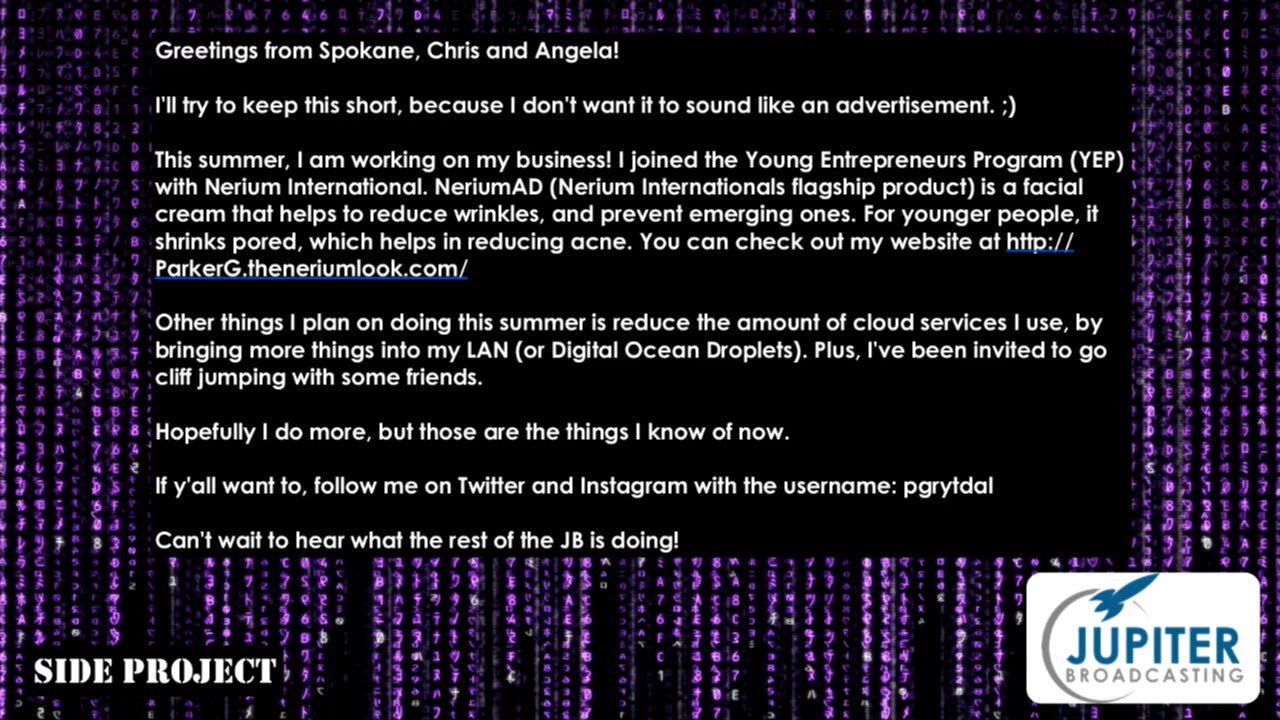 Greetings from Spokane, Chris and Angela!
I'll try to keep this short, because I don't want it to sound like an advertisement. ;)
This summer, I am working on my business! I joined the Young Entrepreneurs Program (YEP)
with Nerium International. NeriumAD (Nerium Internationals flagship product) is a facial
cream that helps to reduce wrinkles, and prevent emerging ones. For younger people, it
shrinks pored, which helps in reducing acne. You can check out my website at http://
ParkerG.theneriumlook.com/
Other things I plan on doing this summer is reduce the amount of cloud services I use, by
bringing more things into my LAN (or Digital Ocean Droplets). Plus, I've been invited to go
cliff jumping with some friends.
Hopefully I do more, but those are the things I know of now.
If y'all want to, follow me on Twitter and Instagram with the username: pgrytdal
Can't wait to hear what the rest of the JB is doing!
SIDE PROJECT
JUPITER
BROADCASTING